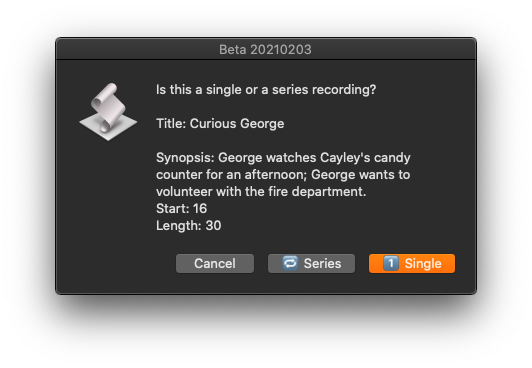 Beta 20210203
Is this a single or a series recording?
Title: Curious George
Synopsis: George watches Cayley's candy
counter for an afternoon; George wants to
volunteer with the fire department.
Start: 16
Length: 30
Cancel
🔁 Series
1 Single